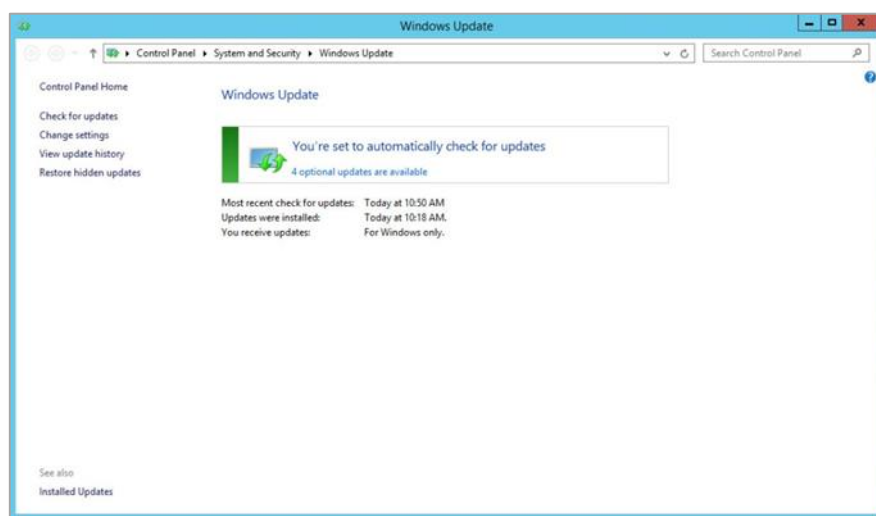 Windows Update
Control Panel ▸ System and Security ▸ Windows Update
Search Control Panel
Control Panel Home
Check for updates
Change settings
View update history
Restore hidden updates
Windows Update
You're set to automatically check for updates
4 optional updates are available
Most recent check for updates: Today at 10:50 AM
Updates were installed: Today at 10:18 AM.
You receive updates: For Windows only.
See also
Installed Updates